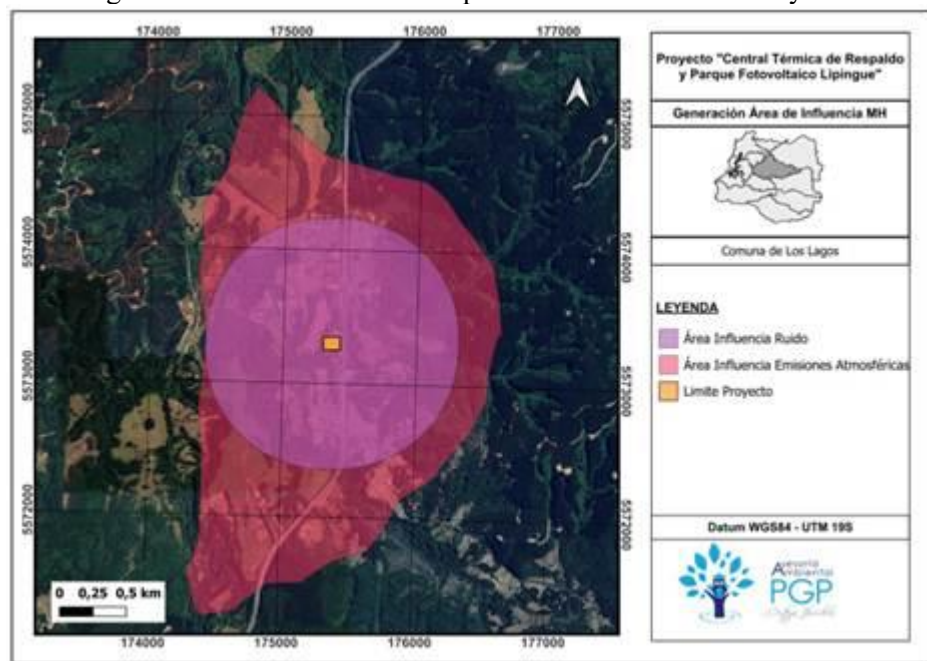 174000 175000 176000 177000
5575000
5574000
5573000
5572000
5575000
5574000
5573000
5572000
0 0,25 0,5 km
174000 175000 176000 177000
Proyecto "Central Térmica de Respaldo
y Parque Fotovoltaico Lipingue"
Generación Área de Influencia MH
Comuna de Los Lagos
LEYENDA
Área Influencia Ruido
Área Influencia Emisiones Atmosféricas
Limite Proyecto
Datum WGS84 - UTM 19S
Asesoría
Ambiental
PGP